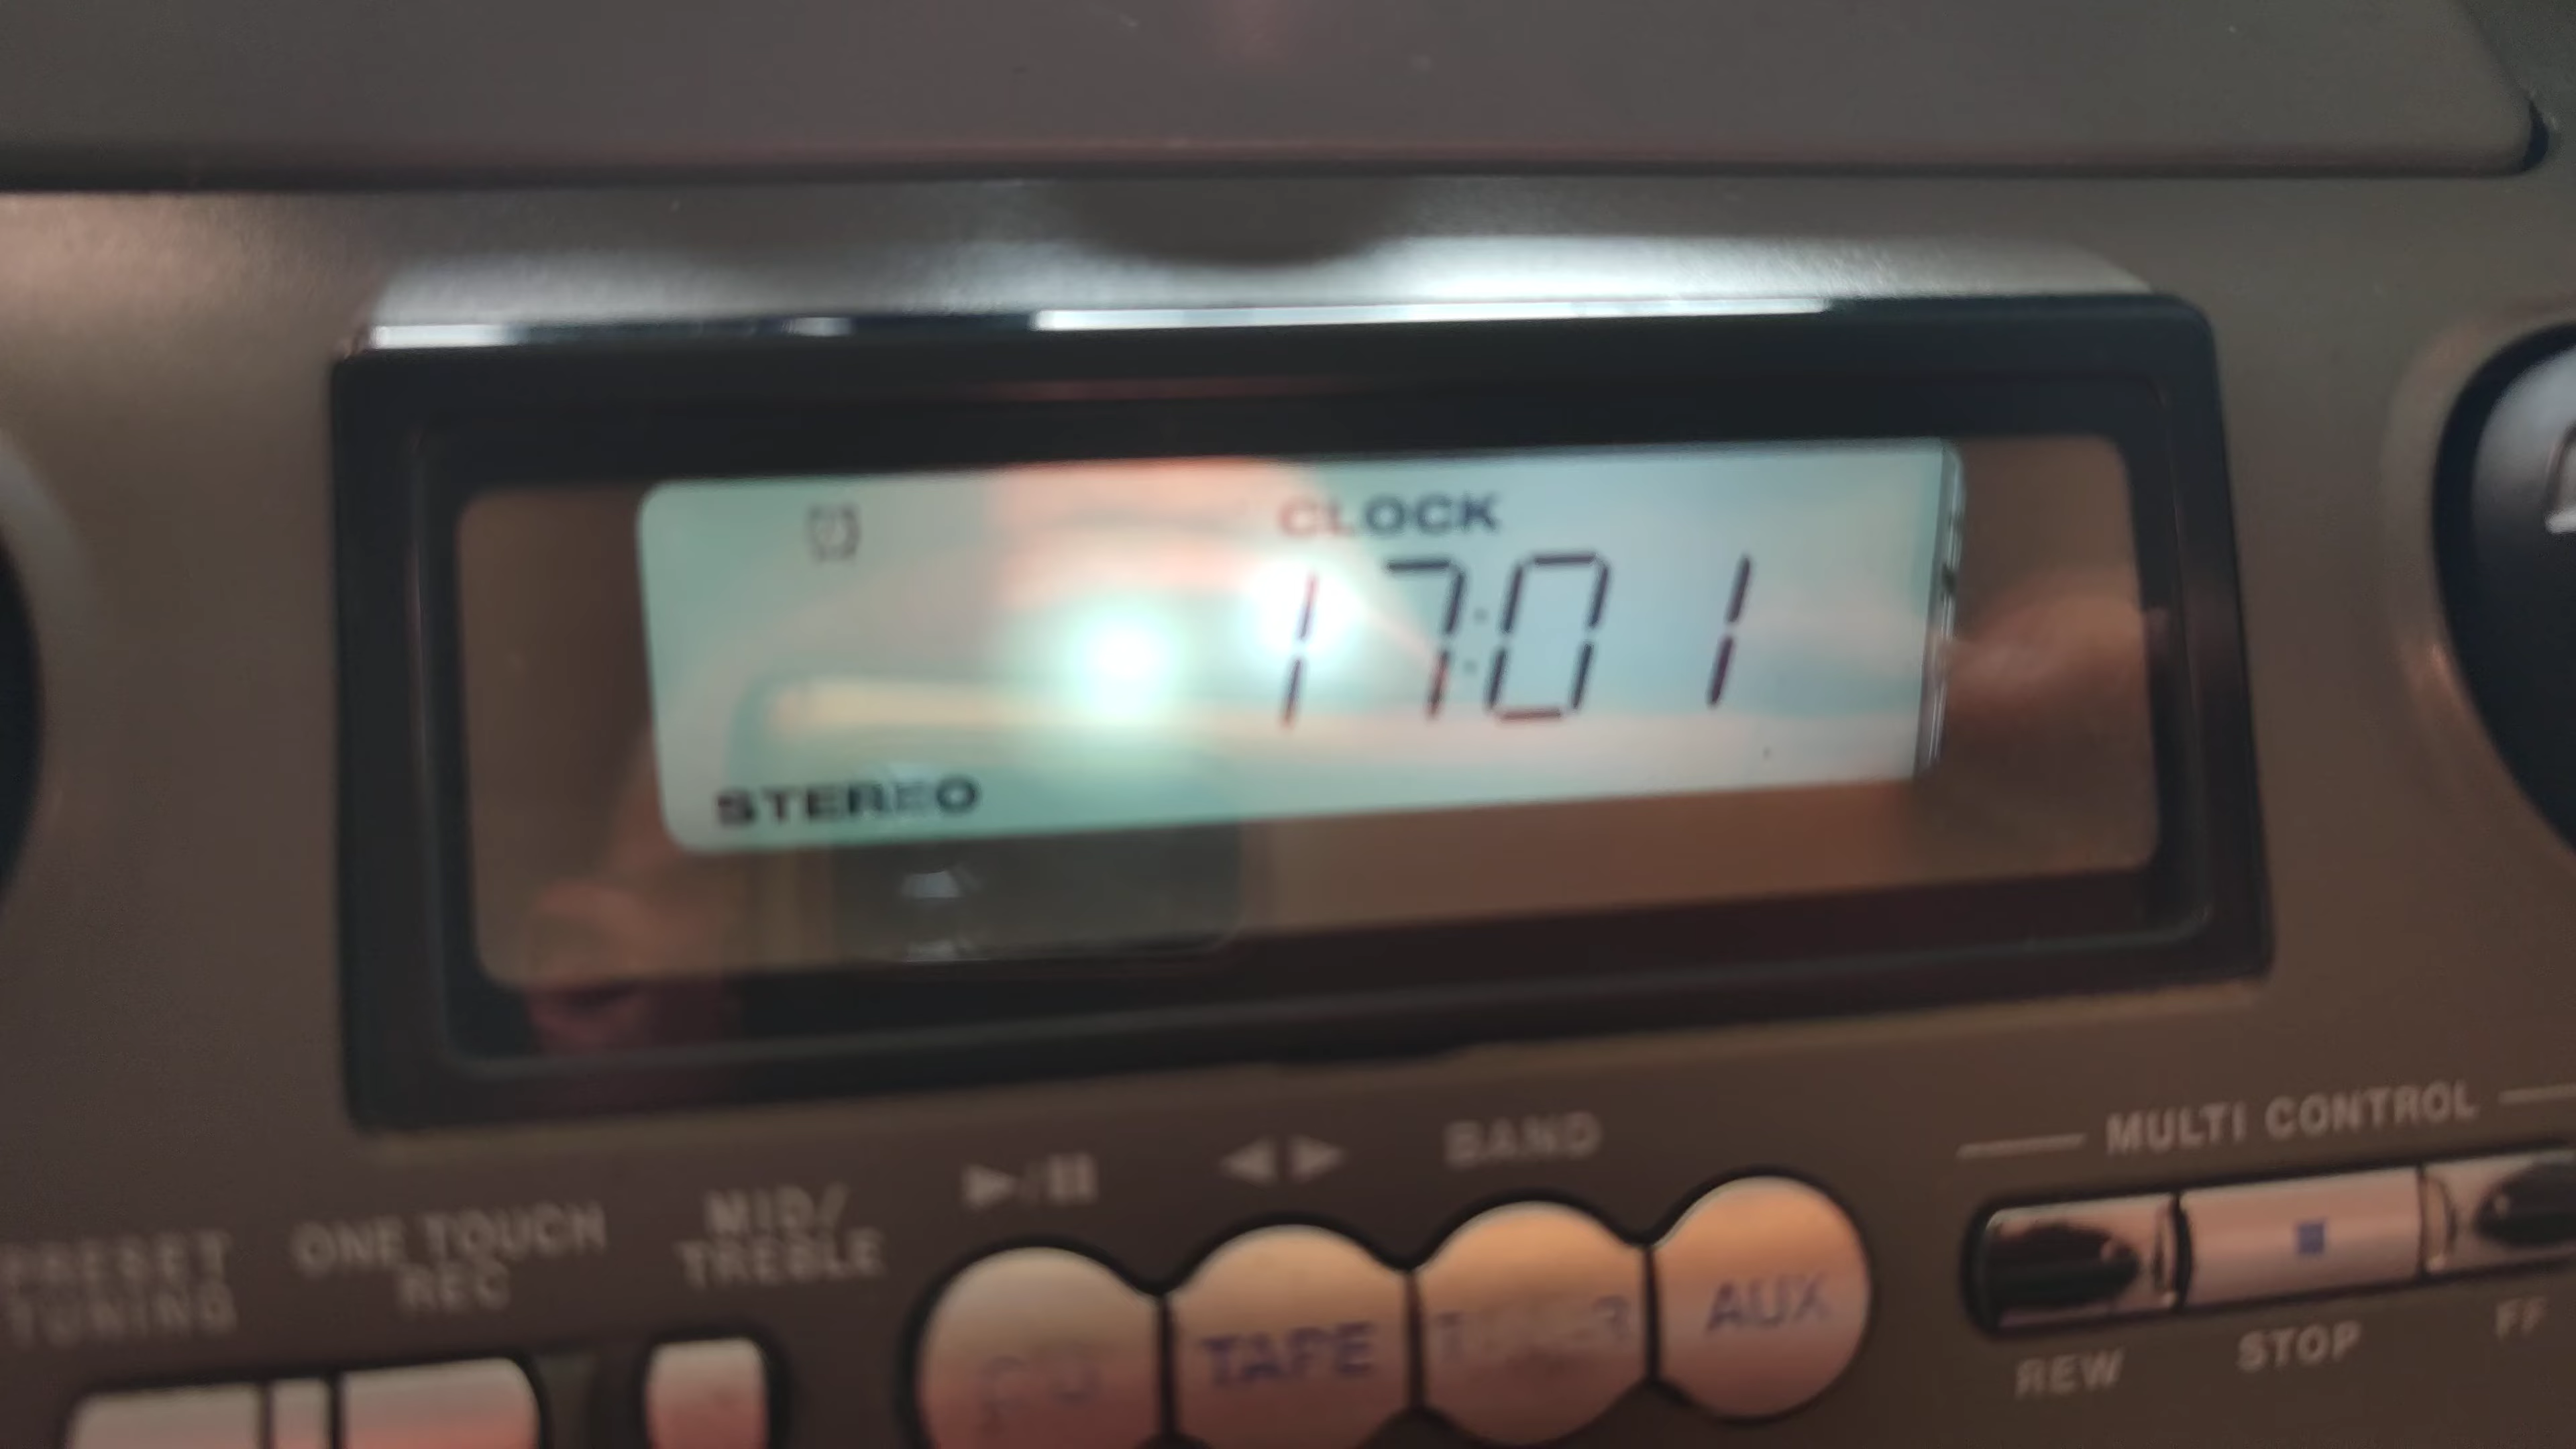 CLOCK
17:01
STEREO
BAND
MULTI CONTROL
PRESET
TUNING
ONE TOUCH
REC
MID/
TREBLE
CD
TAPE
TUNER
AUX
REW
STOP
FF